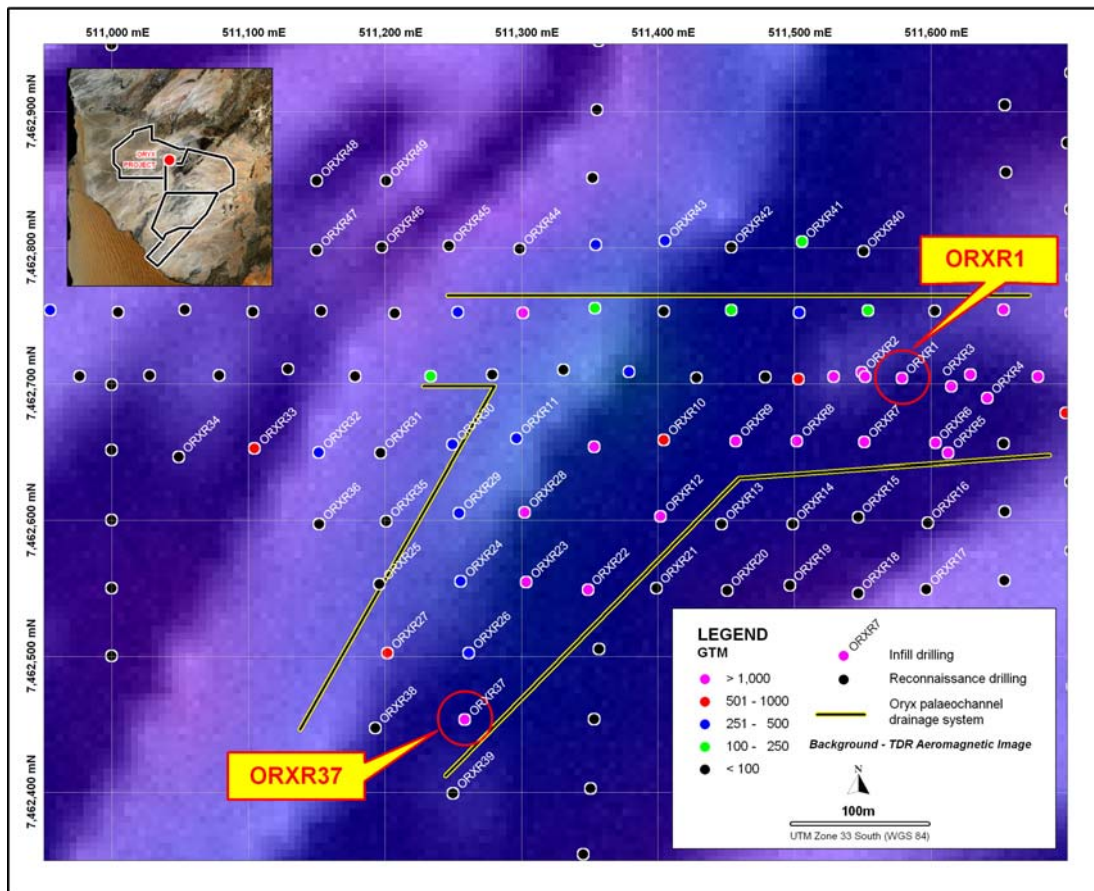 511,000 mE 511,100 mE 511,200 mE 511,300 mE 511,400 mE 511,500 mE 511,600 mE
7,462,900 mN
7,462,800 mN
7,462,700 mN
7,462,600 mN
7,462,500 mN
7,462,400 mN
ORYX
PROJECT
ORXR48
ORXR49
ORXR47
ORXR46
ORXR45
ORXR44
ORXR43
ORXR42
ORXR41
ORXR40
ORXR1
ORXR2
ORXR1
ORXR3
ORXR4
ORXR34
ORXR33
ORXR32
ORXR31
ORXR30
ORXR11
ORXR10
ORXR9
ORXR8
ORXR7
ORXR6
ORXR5
ORXR36
ORXR35
ORXR29
ORXR28
ORXR12
ORXR13
ORXR14
ORXR15
ORXR16
ORXR25
ORXR24
ORXR23
ORXR22
ORXR21
ORXR20
ORXR19
ORXR18
ORXR17
ORXR27
ORXR26
ORXR38
ORXR37
ORXR39
ORXR37
LEGEND
GTM
> 1,000
501 - 1000
251 - 500
100 - 250
< 100
ORXR7
Infill drilling
Reconnaissance drilling
Oryx palaeochannel
drainage system
Background - TDR Aeromagnetic Image
N
100m
UTM Zone 33 South (WGS 84)